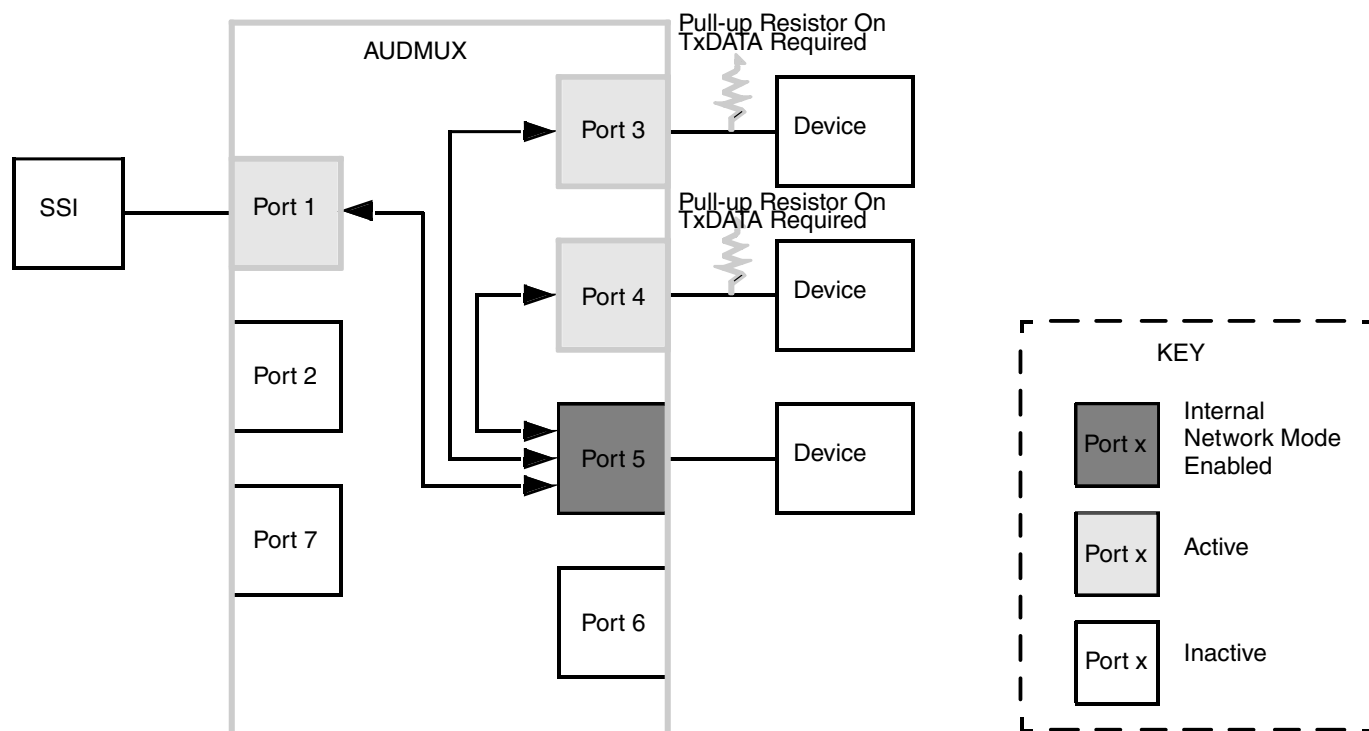 AUDMUX
Pull-up Resistor On
TxDATA Required
Port 3
Device
SSI
Port 1
Pull-up Resistor On
TxDATA Required
Port 4
Device
Port 2
Port 5
Device
Port 7
Port 6
KEY
Port x
Internal
Network Mode
Enabled
Port x
Active
Port x
Inactive